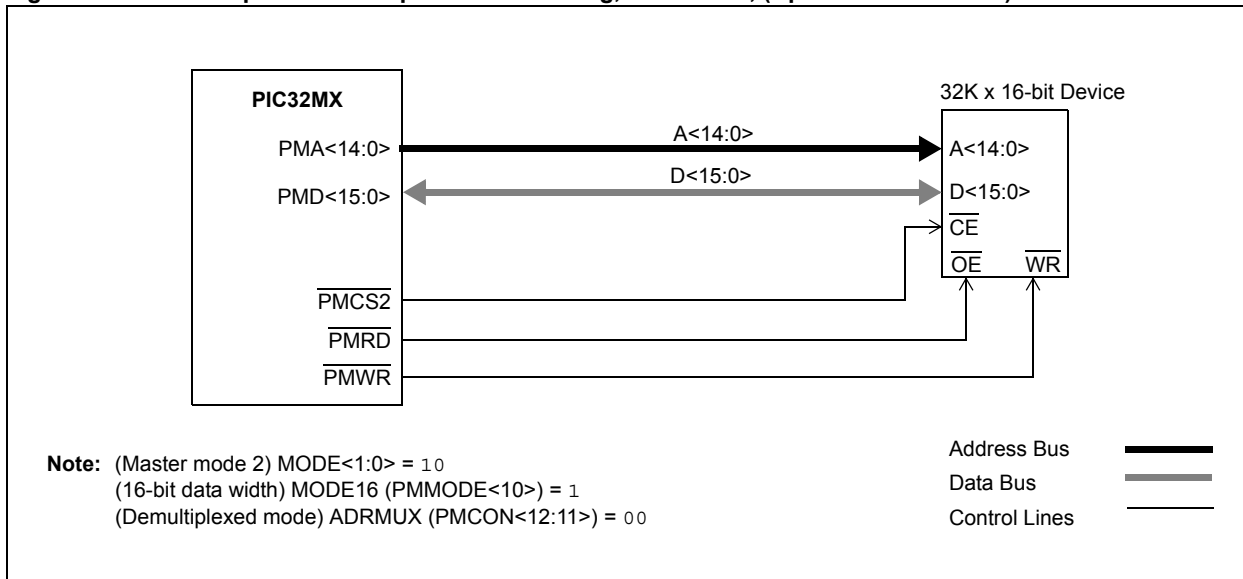 PIC32MX
32K x 16-bit Device
PMA<14:0>
A<14:0>
A<14:0>
PMD<15:0>
D<15:0>
D<15:0>
CE
OE WR
PMCS2
PMRD
PMWR
Note: (Master mode 2) MODE<1:0> = 10
(16-bit data width) MODE16 (PMMODE<10>) = 1
(Demultiplexed mode) ADRMUX (PMCON<12:11>) = 00
Address Bus
Data Bus
Control Lines